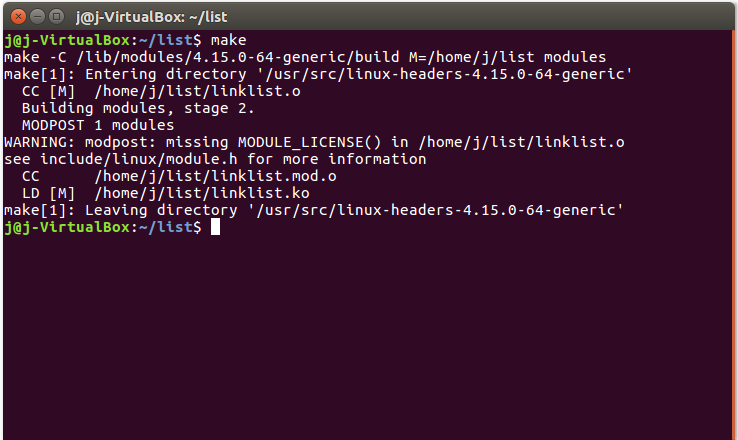 j@j-VirtualBox: ~/list
j@j-VirtualBox:~/list$ make
make -C /lib/modules/4.15.0-64-generic/build M=/home/j/list modules
make[1]: Entering directory '/usr/src/linux-headers-4.15.0-64-generic'
  CC [M]  /home/j/list/linklist.o
  Building modules, stage 2.
  MODPOST 1 modules
WARNING: modpost: missing MODULE_LICENSE() in /home/j/list/linklist.o
see include/linux/module.h for more information
  CC      /home/j/list/linklist.mod.o
  LD [M]  /home/j/list/linklist.ko
make[1]: Leaving directory '/usr/src/linux-headers-4.15.0-64-generic'
j@j-VirtualBox:~/list$